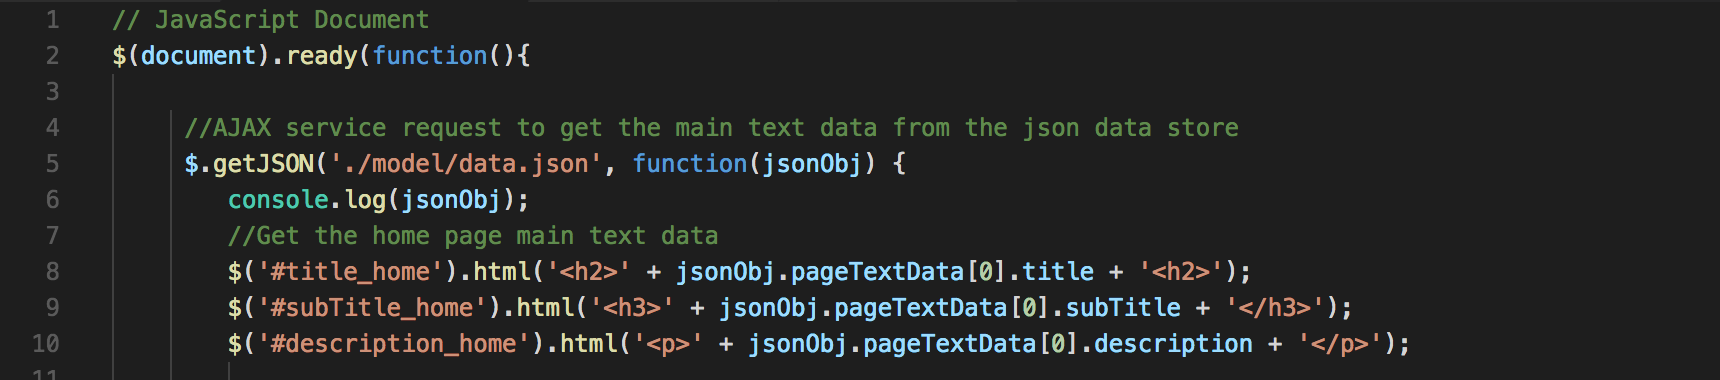 1 // JavaScript Document
2 $(document).ready(function(){
3
4 //AJAX service request to get the main text data from the json data store
5 $.getJSON('./model/data.json', function(jsonObj) {
6 console.log(jsonObj);
7 //Get the home page main text data
8 $('#title_home').html('<h2>' + jsonObj.pageTextData[0].title + '<h2>');
9 $('#subTitle_home').html('<h3>' + jsonObj.pageTextData[0].subTitle + '</h3>');
10 $('#description_home').html('<p>' + jsonObj.pageTextData[0].description + '</p>');
11